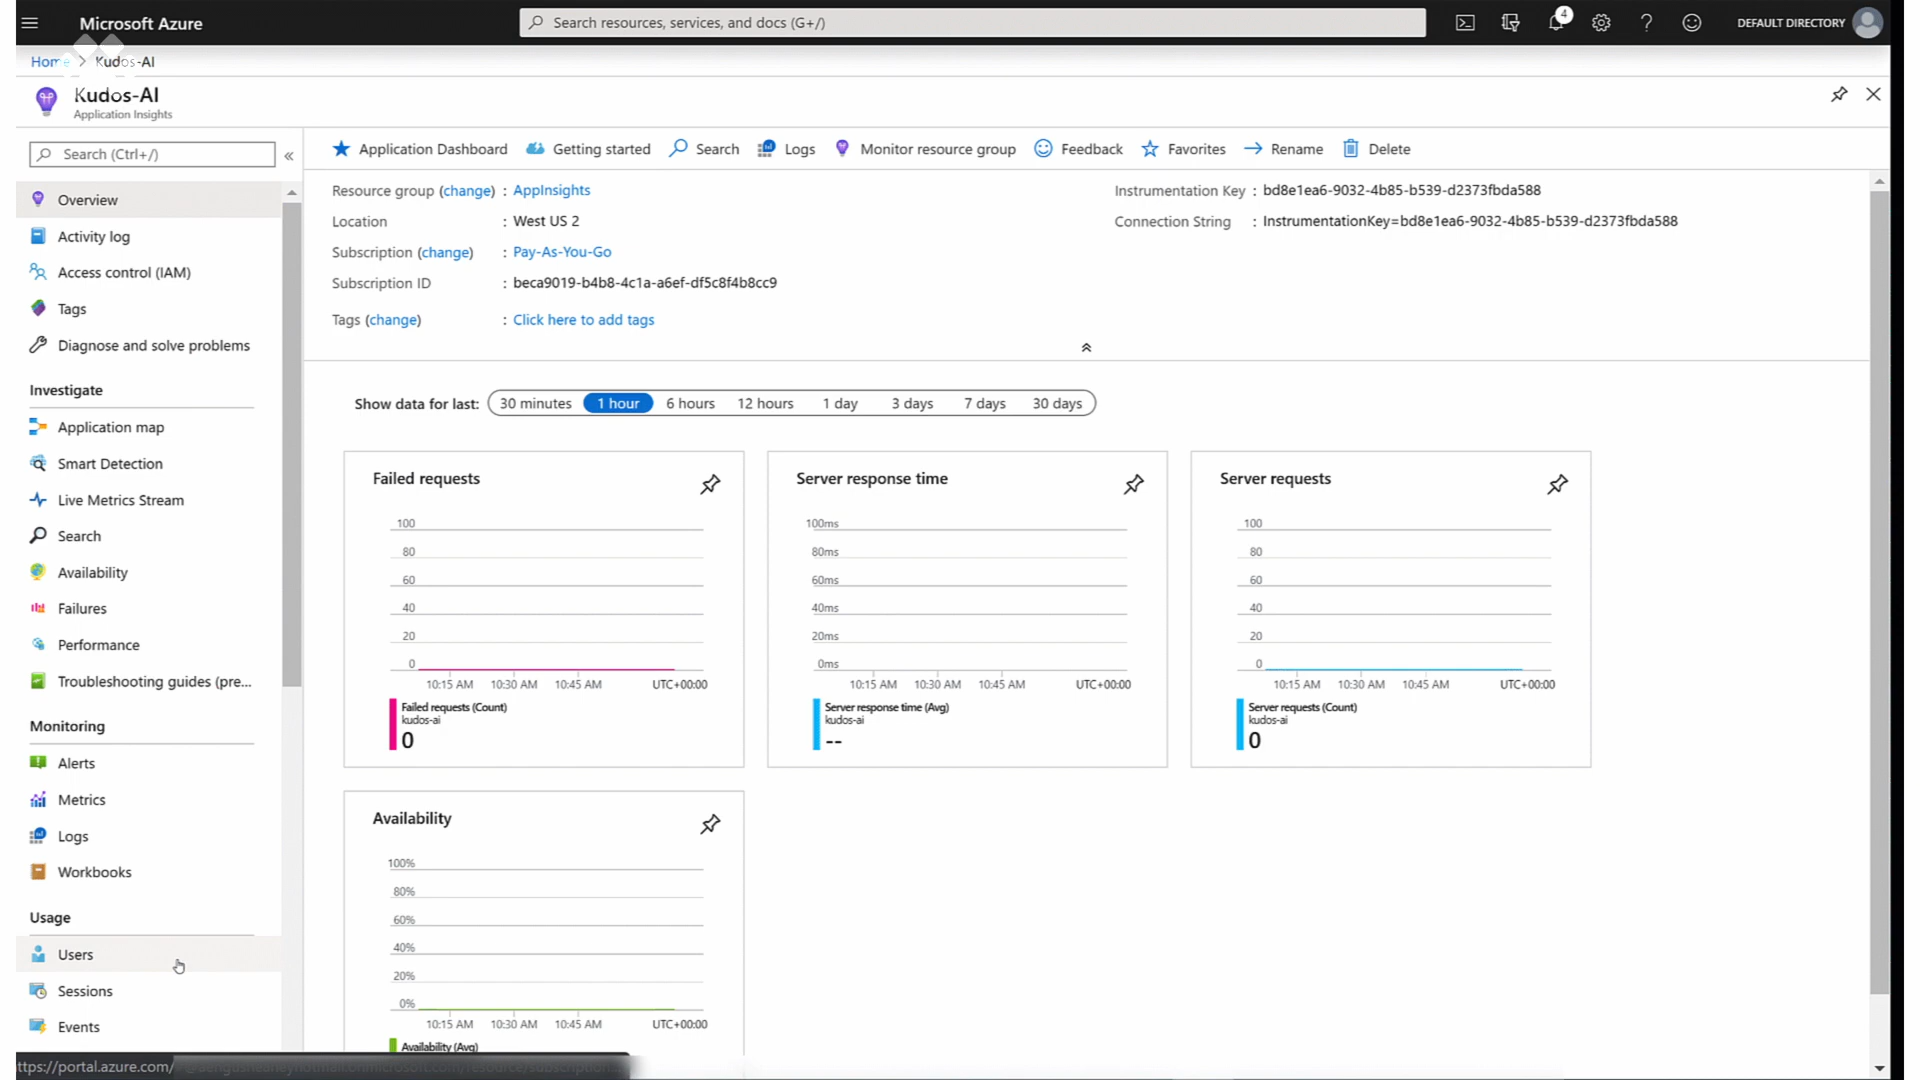 Microsoft Azure
Search resources, services, and docs (G+/)
4
DEFAULT DIRECTORY
Home > Kudos-AI
Kudos-AI
Application Insights
Search (Ctrl+/)
«
Application Dashboard
Getting started
Search
Logs
Monitor resource group
Feedback
Favorites
Rename
Delete
Overview
Activity log
Access control (IAM)
Tags
Diagnose and solve problems
Investigate
Application map
Smart Detection
Live Metrics Stream
Search
Availability
Failures
Performance
Troubleshooting guides (pre...
Monitoring
Alerts
Metrics
Logs
Workbooks
Usage
Users
Sessions
Events
Resource group (change) : AppInsights
Location : West US 2
Subscription (change) : Pay-As-You-Go
Subscription ID : beca9019-b4b8-4c1a-a6ef-df5c8f4b8cc9
Tags (change) : Click here to add tags
Instrumentation Key : bd8e1ea6-9032-4b85-b539-d2373fbda588
Connection String : InstrumentationKey=bd8e1ea6-9032-4b85-b539-d2373fbda588
Show data for last: 30 minutes 1 hour 6 hours 12 hours 1 day 3 days 7 days 30 days
Failed requests
100
80
60
40
20
0
10:15 AM 10:30 AM 10:45 AM UTC+00:00
Failed requests (Count)
kudos-ai
0
Server response time
100ms
80ms
60ms
40ms
20ms
0ms
10:15 AM 10:30 AM 10:45 AM UTC+00:00
Server response time (Avg)
kudos-ai
--
Server requests
100
80
60
40
20
0
10:15 AM 10:30 AM 10:45 AM UTC+00:00
Server requests (Count)
kudos-ai
0
Availability
100%
80%
60%
40%
20%
0%
10:15 AM 10:30 AM 10:45 AM UTC+00:00
Availability (Avg)
ttps://portal.azure.com/